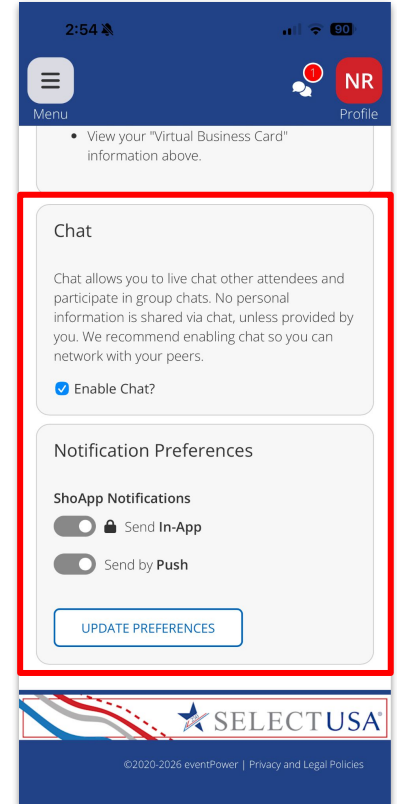 2:54
90
1
NR
Menu
Profile
• View your "Virtual Business Card"
information above.
Chat
Chat allows you to live chat other attendees and
participate in group chats. No personal
information is shared via chat, unless provided by
you. We recommend enabling chat so you can
network with your peers.
Enable Chat?
Notification Preferences
ShoApp Notifications
Send In-App
Send by Push
UPDATE PREFERENCES
SELECTUSA
©2020-2026 eventPower | Privacy and Legal Policies